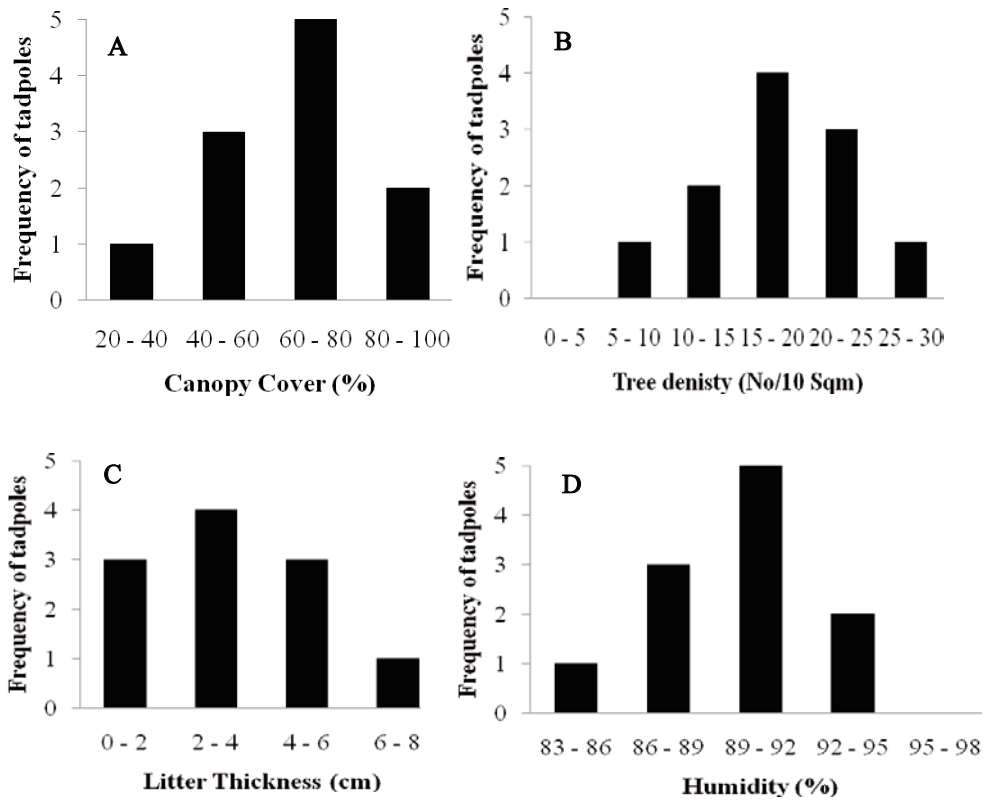 A
Frequency of tadpoles
5
4
3
2
1
0
20 - 40 40 - 60 60 - 80 80 - 100
Canopy Cover (%)
B
Frequency of tadpoles
5
4
3
2
1
0
0 - 5 5 - 10 10 - 15 15 - 20 20 - 25 25 - 30
Tree denisty (No/10 Sqm)
C
Frequency of tadpoles
5
4
3
2
1
0
0 - 2 2 - 4 4 - 6 6 - 8
Litter Thickness (cm)
D
Frequency of tadpoles
5
4
3
2
1
0
83 - 86 86 - 89 89 - 92 92 - 95 95 - 98
Humidity (%)